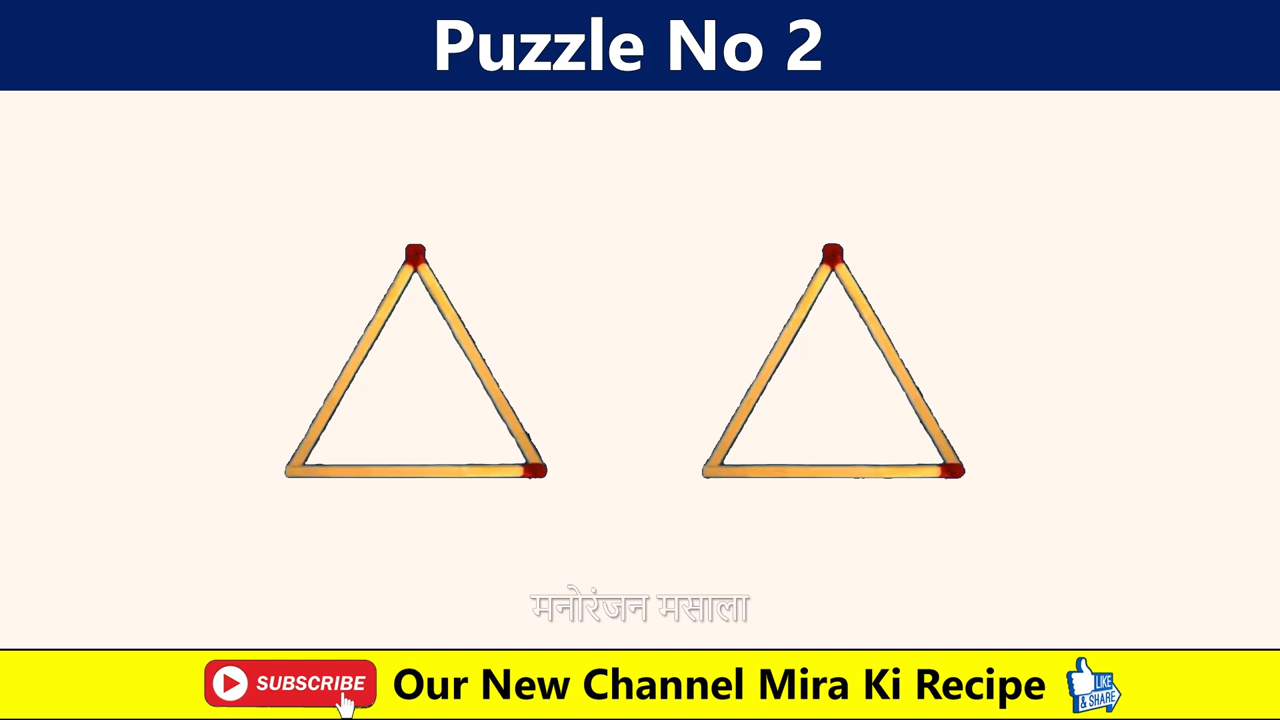 Puzzle No 2
मनोरंजन मसाला
SUBSCRIBE Our New Channel Mira Ki Recipe LIKE
& SHARE